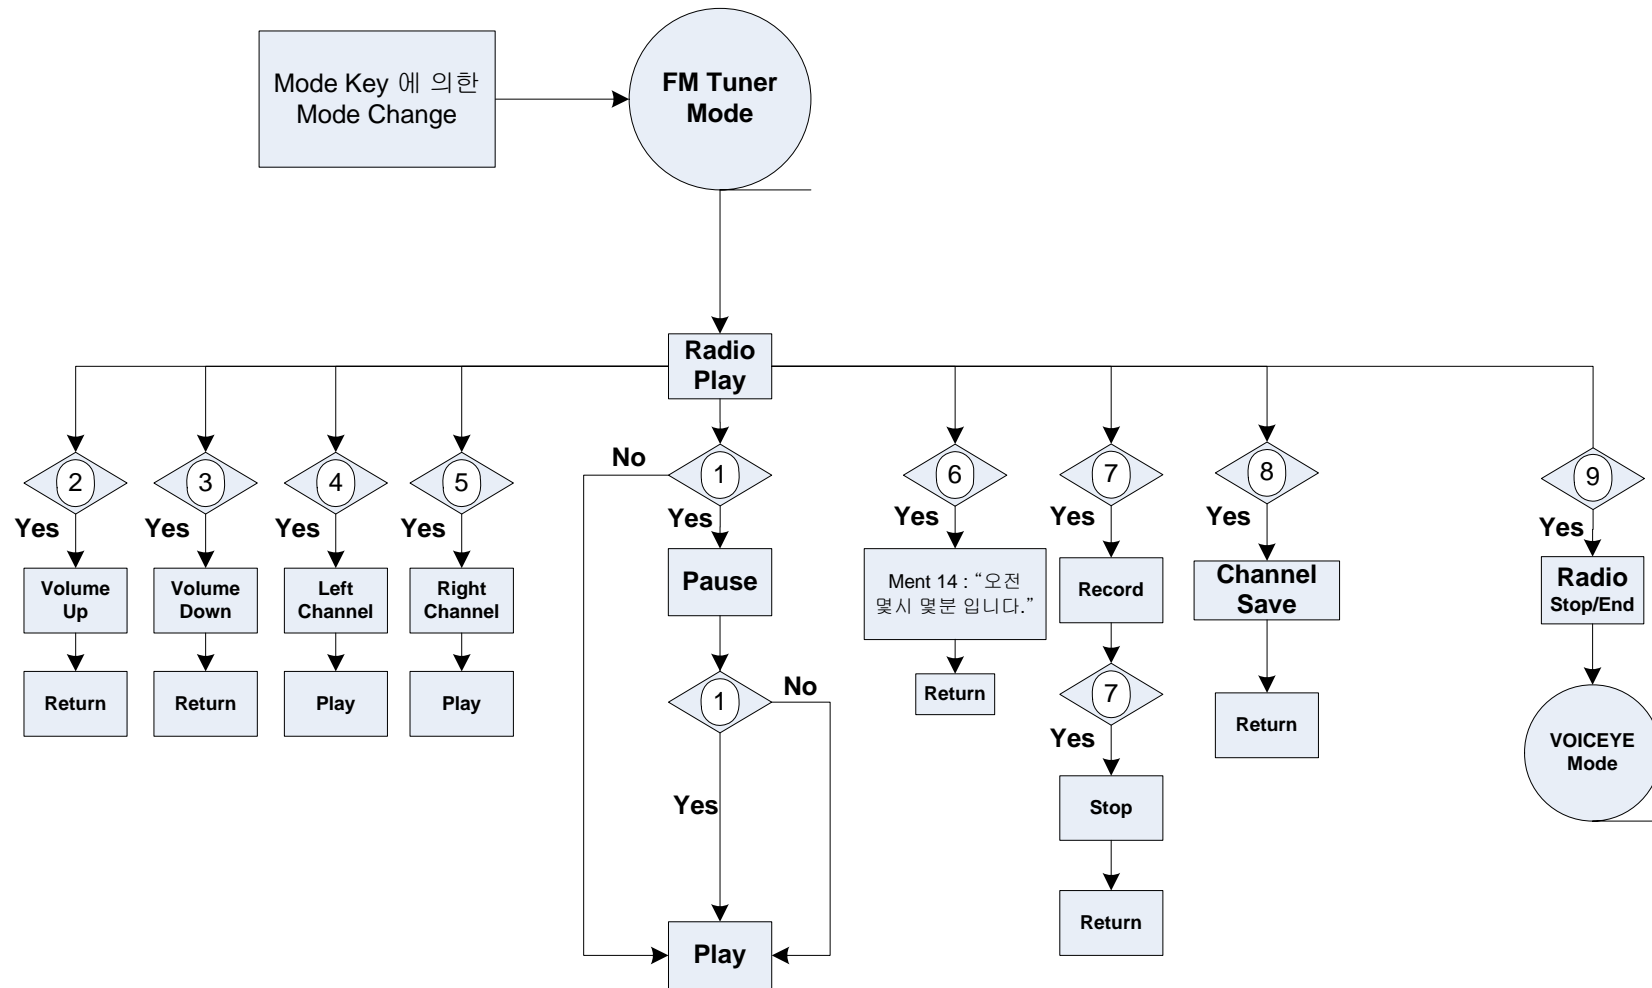 Mode Key 에 의한
Mode Change
FM Tuner
Mode
Radio
Play
2
Yes
Volume
Up
Return
3
Yes
Volume
Down
Return
4
Yes
Left
Channel
Play
5
Yes
Right
Channel
Play
No
1
Yes
Pause
1
No
Yes
Play
6
Yes
Ment 14 : “오전
몇시 몇분 입니다.”
Return
7
Yes
Record
7
Yes
Stop
Return
8
Yes
Channel
Save
Return
9
Yes
Radio
Stop/End
VOICEYE
Mode